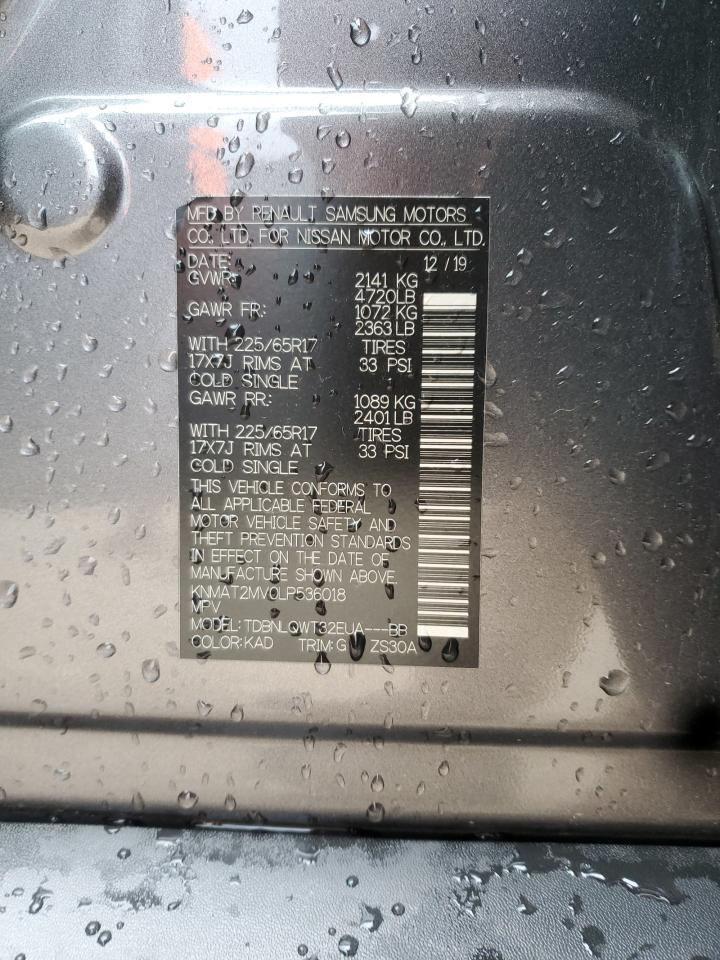 MFD BY RENAULT SAMSUNG MOTORS
CO., LTD. FOR NISSAN MOTOR CO., LTD.
DATE: 12 / 19
GVWR: 2141 KG
4720LB
GAWR FR: 1072 KG
2363LB
WITH 225/65R17 TIRES
17X7J RIMS AT 33 PSI
COLD SINGLE
GAWR RR: 1089 KG
2401LB
WITH 225/65R17 TIRES
17X7J RIMS AT 33 PSI
COLD SINGLE
THIS VEHICLE CONFORMS TO
ALL APPLICABLE FEDERAL
MOTOR VEHICLE SAFETY AND
THEFT PREVENTION STANDARDS
IN EFFECT ON THE DATE OF
MANUFACTURE SHOWN ABOVE.
KNMAT2MV0LP536018
MPV
MODEL: TDBNLQWT32EUA---BB
COLOR:KAD TRIM:G ZS30A